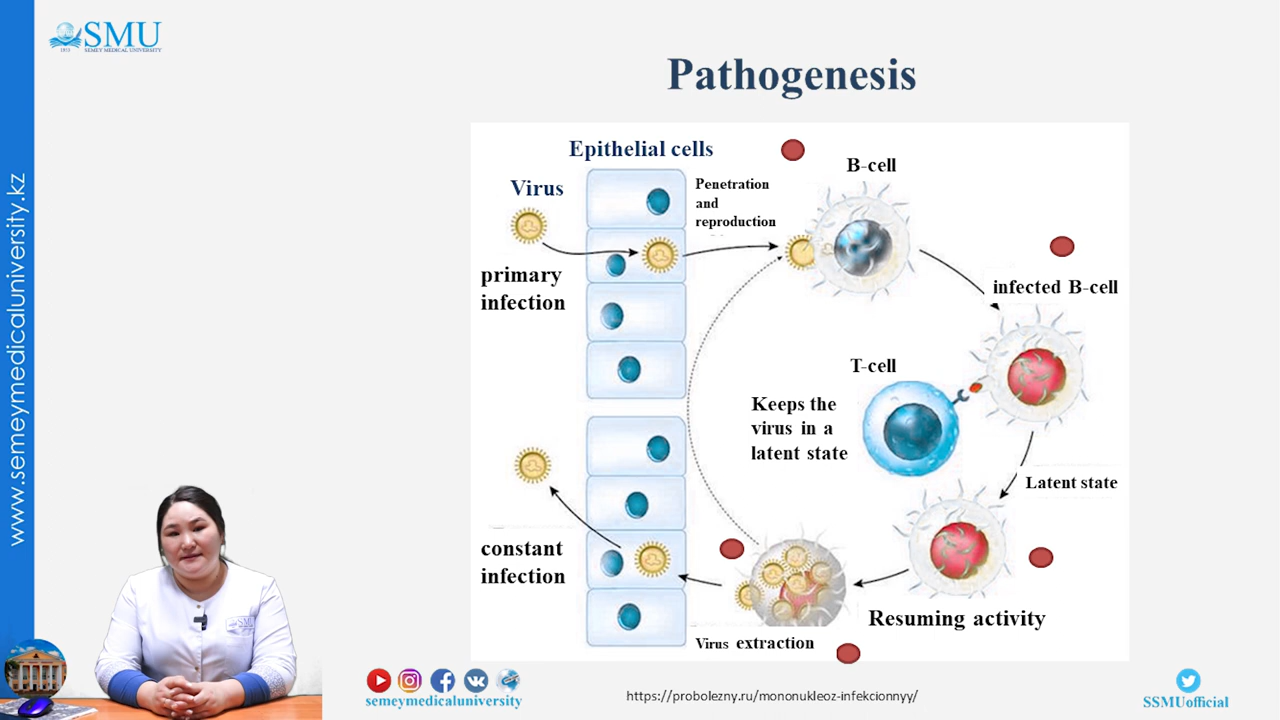 SMU
SEMEY MEDICAL UNIVERSITY
www.semeymedicaluniversity.kz
Pathogenesis
Epithelial cells
Virus
primary
infection
Penetration
and
reproduction
B-cell
infected B-cell
T-cell
Keeps the
virus in a
latent state
Latent state
constant
infection
Resuming activity
Virus extraction
SMU
semeymedicaluniversity
https://probolezny.ru/mononukleoz-infekcionnyy/
SSMUofficial